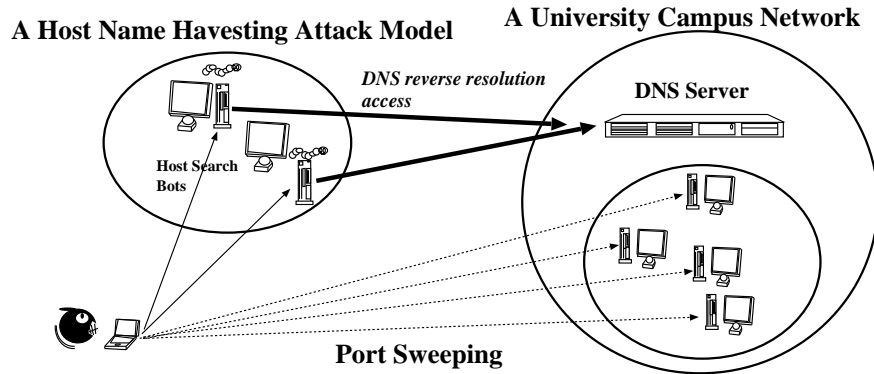 A Host Name Havesting Attack Model
A University Campus Network
DNS reverse resolution
access
DNS Server
Host Search
Bots
Port Sweeping